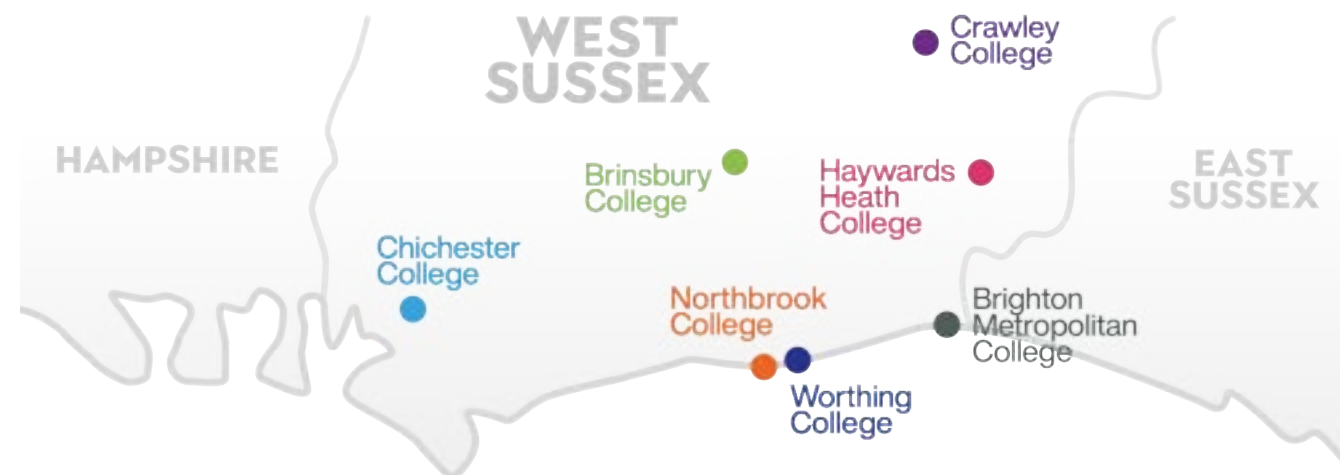 WEST
SUSSEX
Crawley
College
HAMPSHIRE
Brinsbury
College
Haywards
Heath
College
EAST
SUSSEX
Chichester
College
Northbrook
College
Brighton
Metropolitan
College
Worthing
College